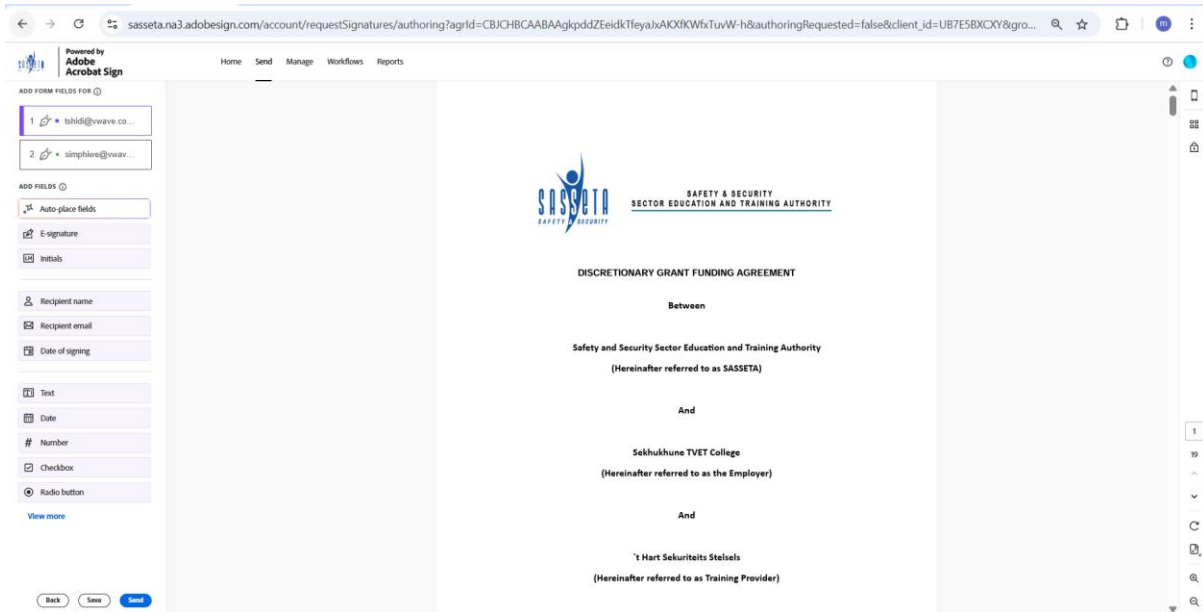 sasseta.na3.adobesign.com/account/requestSignatures/authoring?agrId=CBJCHBCAABAAgkpddZEeidkTfeyaJxAKXfKWfxTuvW-h&authoringRequested=false&client_id=UB7E5BXCXY&gro...
m
Powered by
Adobe
Acrobat Sign
Home Send Manage Workflows Reports
ADD FORM FIELDS FOR
1 tshidi@vwave.co...
2 simphiwe@vwav...
ADD FIELDS
Auto-place fields
E-signature
Initials
Recipient name
Recipient email
Date of signing
Text
Date
# Number
Checkbox
Radio button
View more
Back Save Send
SASSETA
SAFETY & SECURITY
SAFETY & SECURITY
SECTOR EDUCATION AND TRAINING AUTHORITY
DISCRETIONARY GRANT FUNDING AGREEMENT
Between
Safety and Security Sector Education and Training Authority
(Hereinafter referred to as SASSETA)
And
Sekhukhune TVET College
(Hereinafter referred to as the Employer)
And
`t Hart Sekuriteits Stelsels
(Hereinafter referred to as Training Provider)
1
19